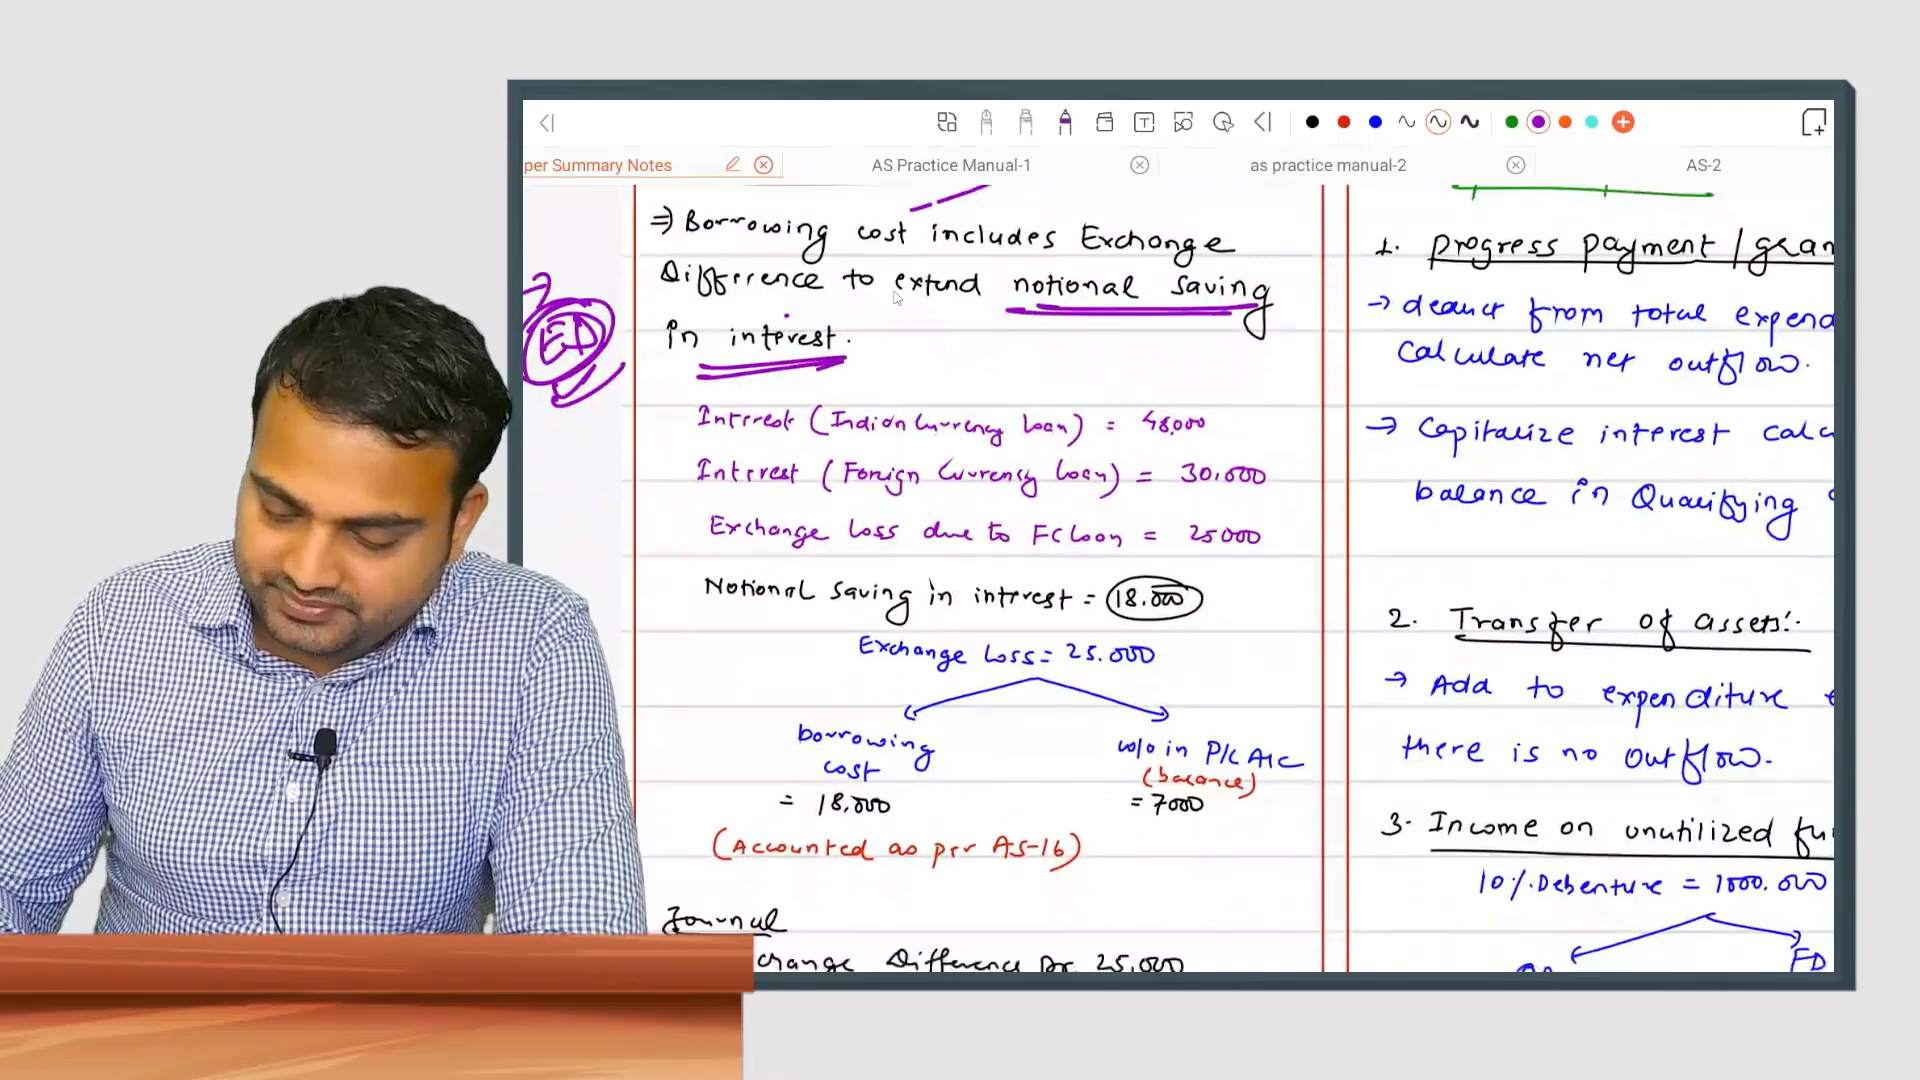 per Summary Notes
AS Practice Manual-1
as practice manual-2
AS-2
⇒ Borrowing cost includes Exchange
Difference to extend notional saving
in interest.
ED
Interest (Indian Currency loan) = 48,000
Interest (Foreign Currency loan) = 30,000
Exchange Loss due to FC loan = 25000
Notional Saving in interest = 18,000
Exchange Loss = 25,000
borrowing
cost
= 18,000
w/o in P/L A/C
(balance)
= 7000
(Accounted as per AS-16)
Journal
change Difference Dr. 25,000
1. Progress payment /gran
→ deduct from total expend
Calculate net outflow.
→ Capitalize interest calc
balance in Qualifying
2. Transfer of assets:-
→ Add to expenditure
there is no outflow.
3. Income on unutilized fu
10%. Debenture = 1000,000
FD